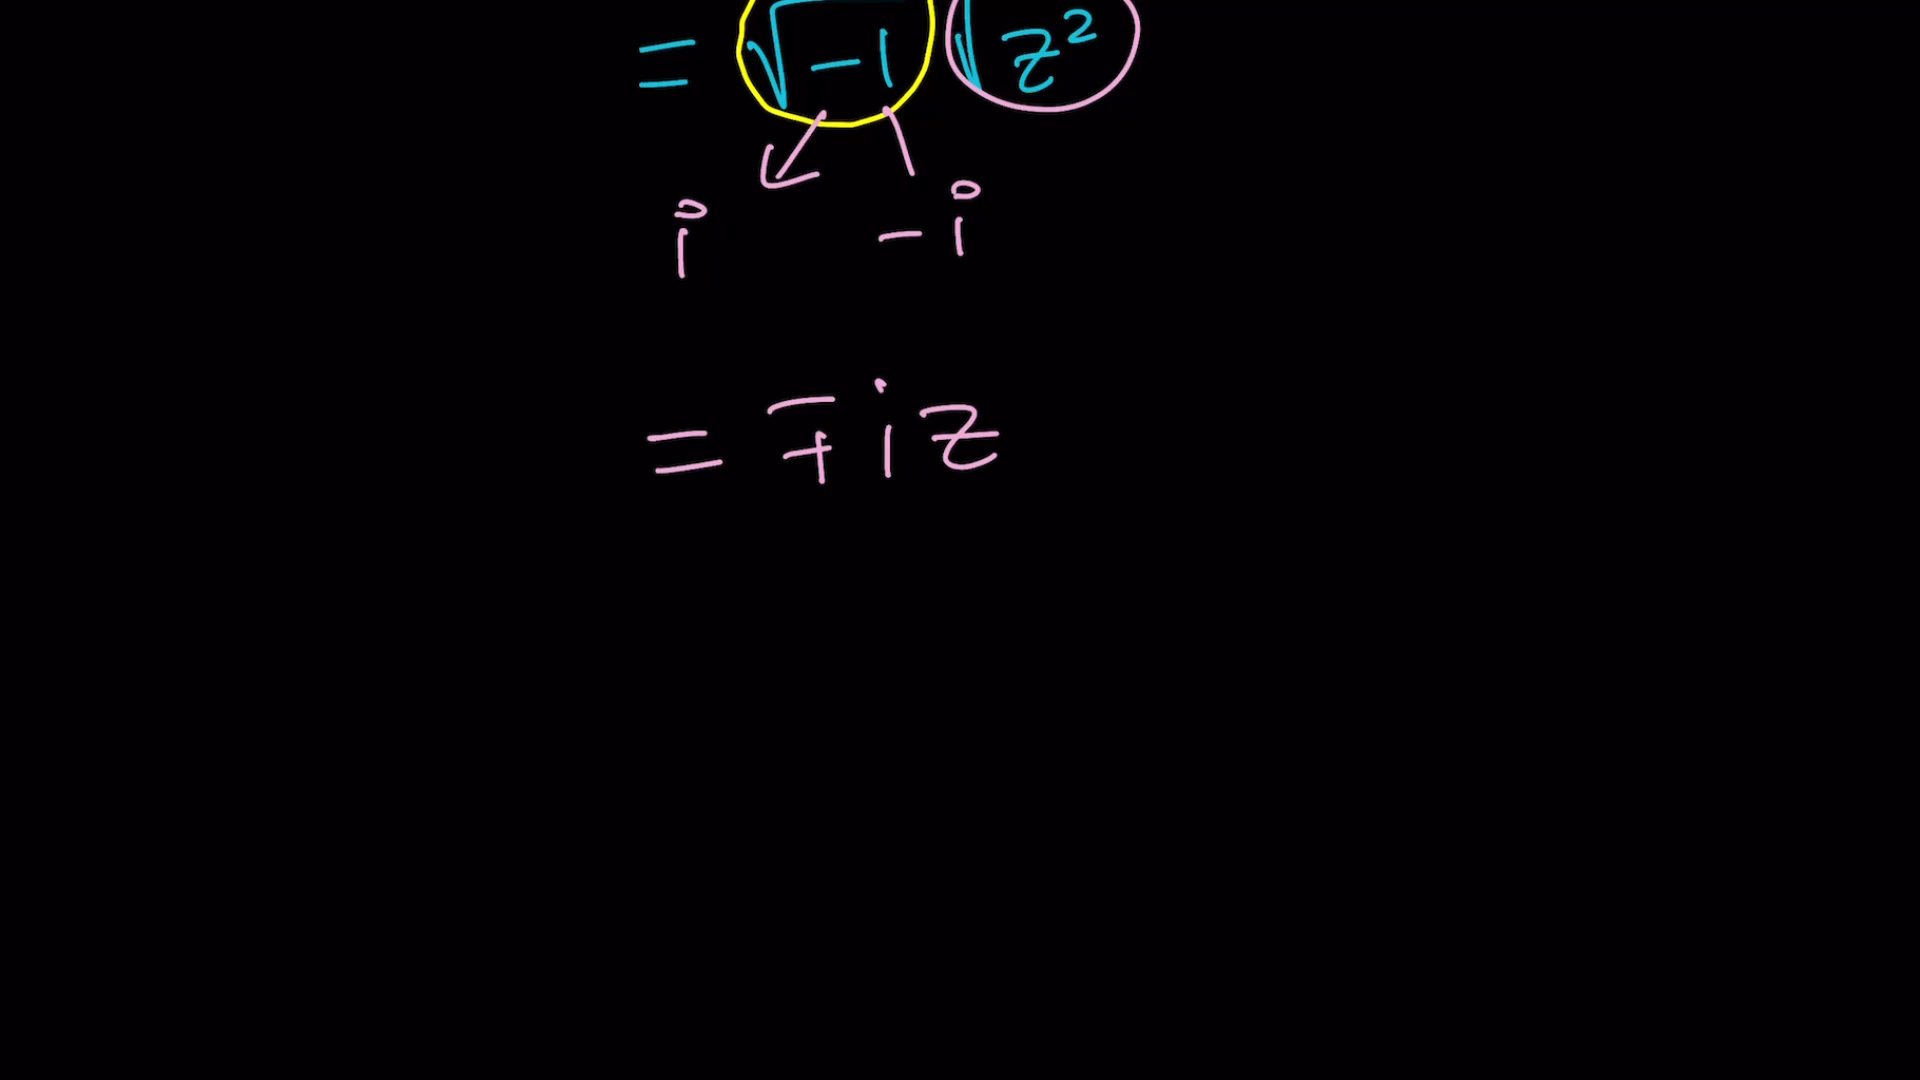 = √-1 √z²
i -i
= ∓iz